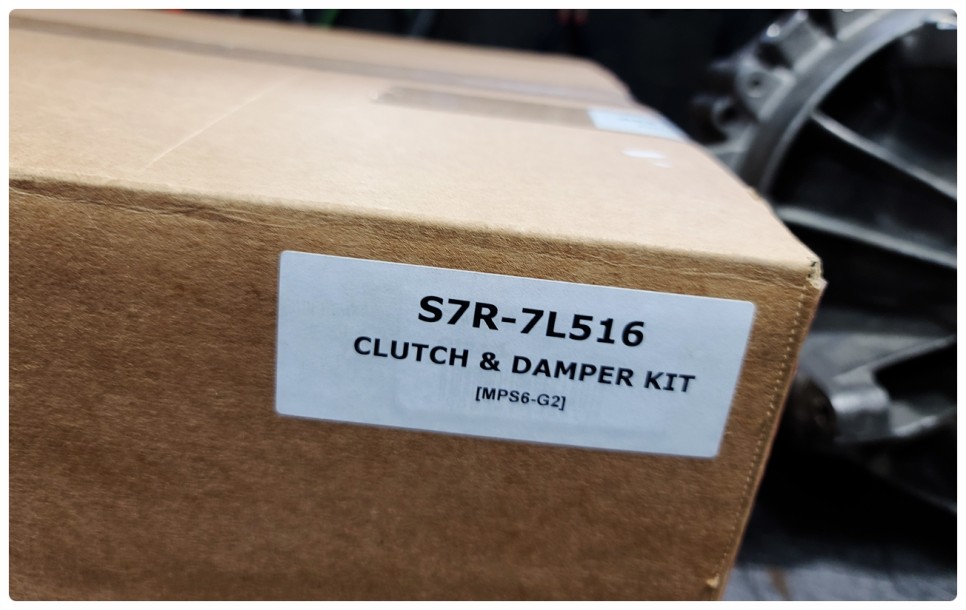 S7R-7L516
CLUTCH & DAMPER KIT
[MPS6-G2]